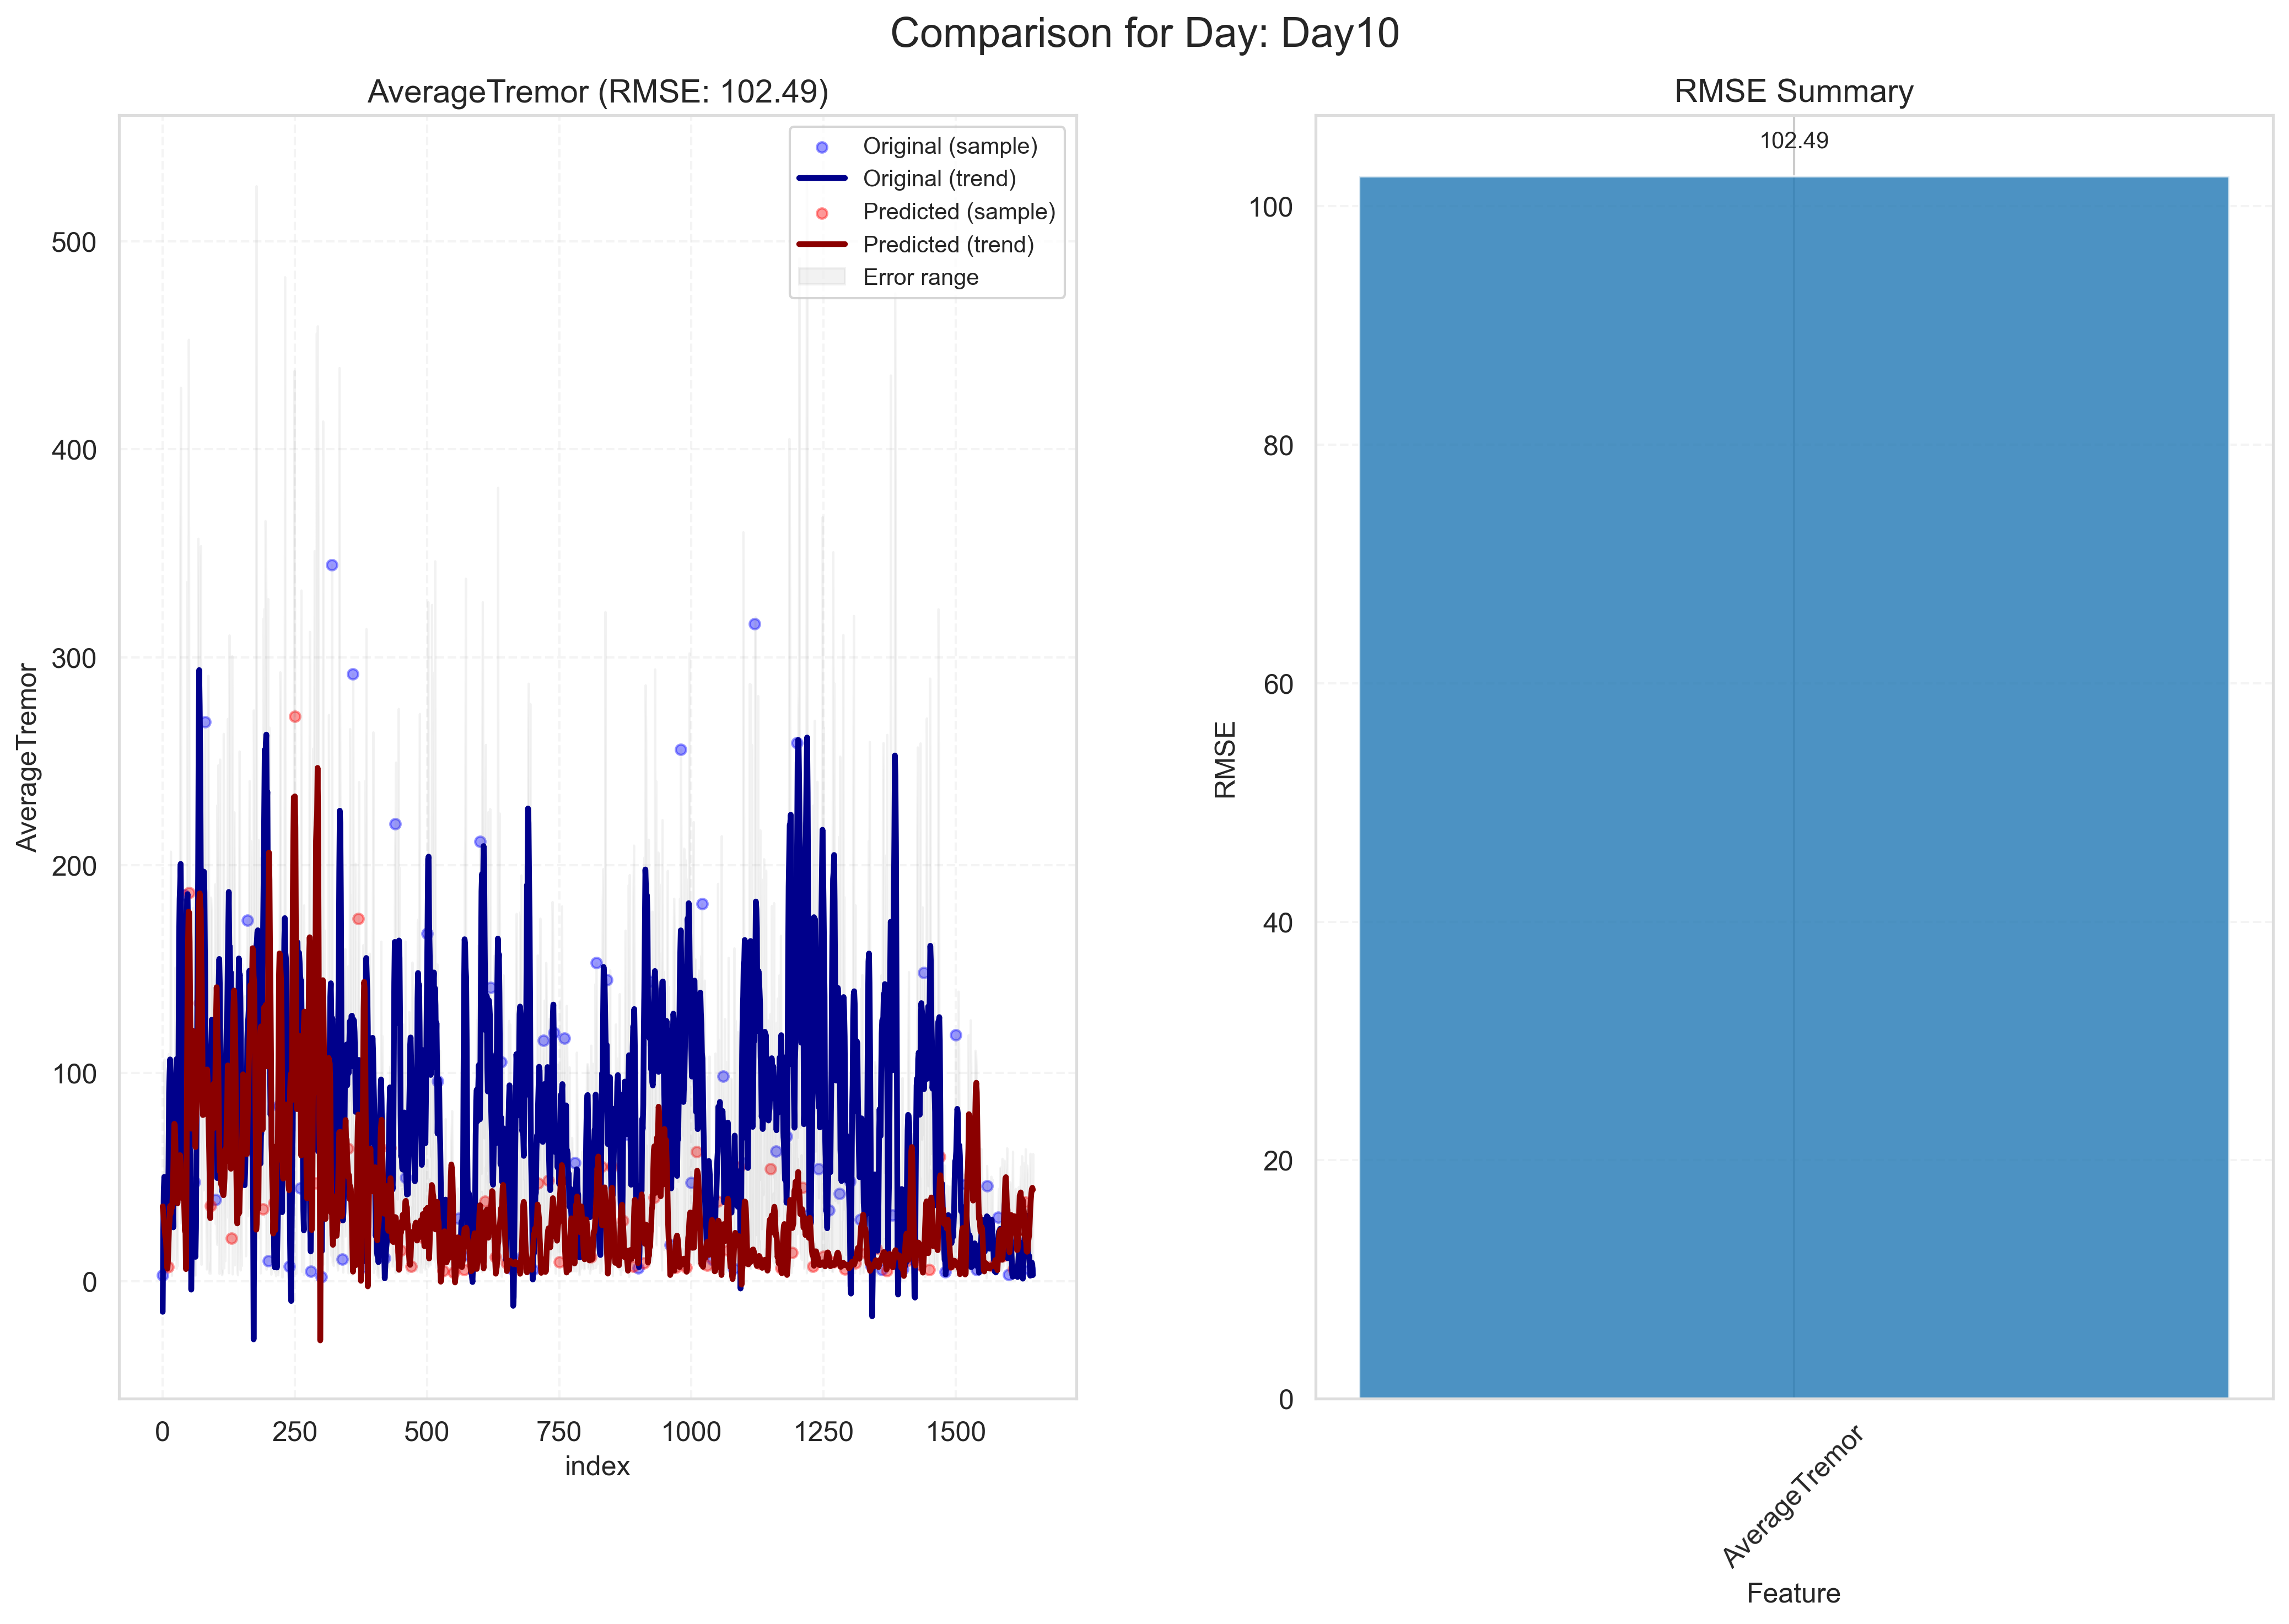 Comparison for Day: Day10
AverageTremor (RMSE: 102.49)
Original (sample)
Original (trend)
Predicted (sample)
Predicted (trend)
Error range
500
400
300
200
100
0
AverageTremor
0 250 500 750 1000 1250 1500
index
RMSE Summary
102.49
100
80
60
40
20
0
RMSE
AverageTremor
Feature